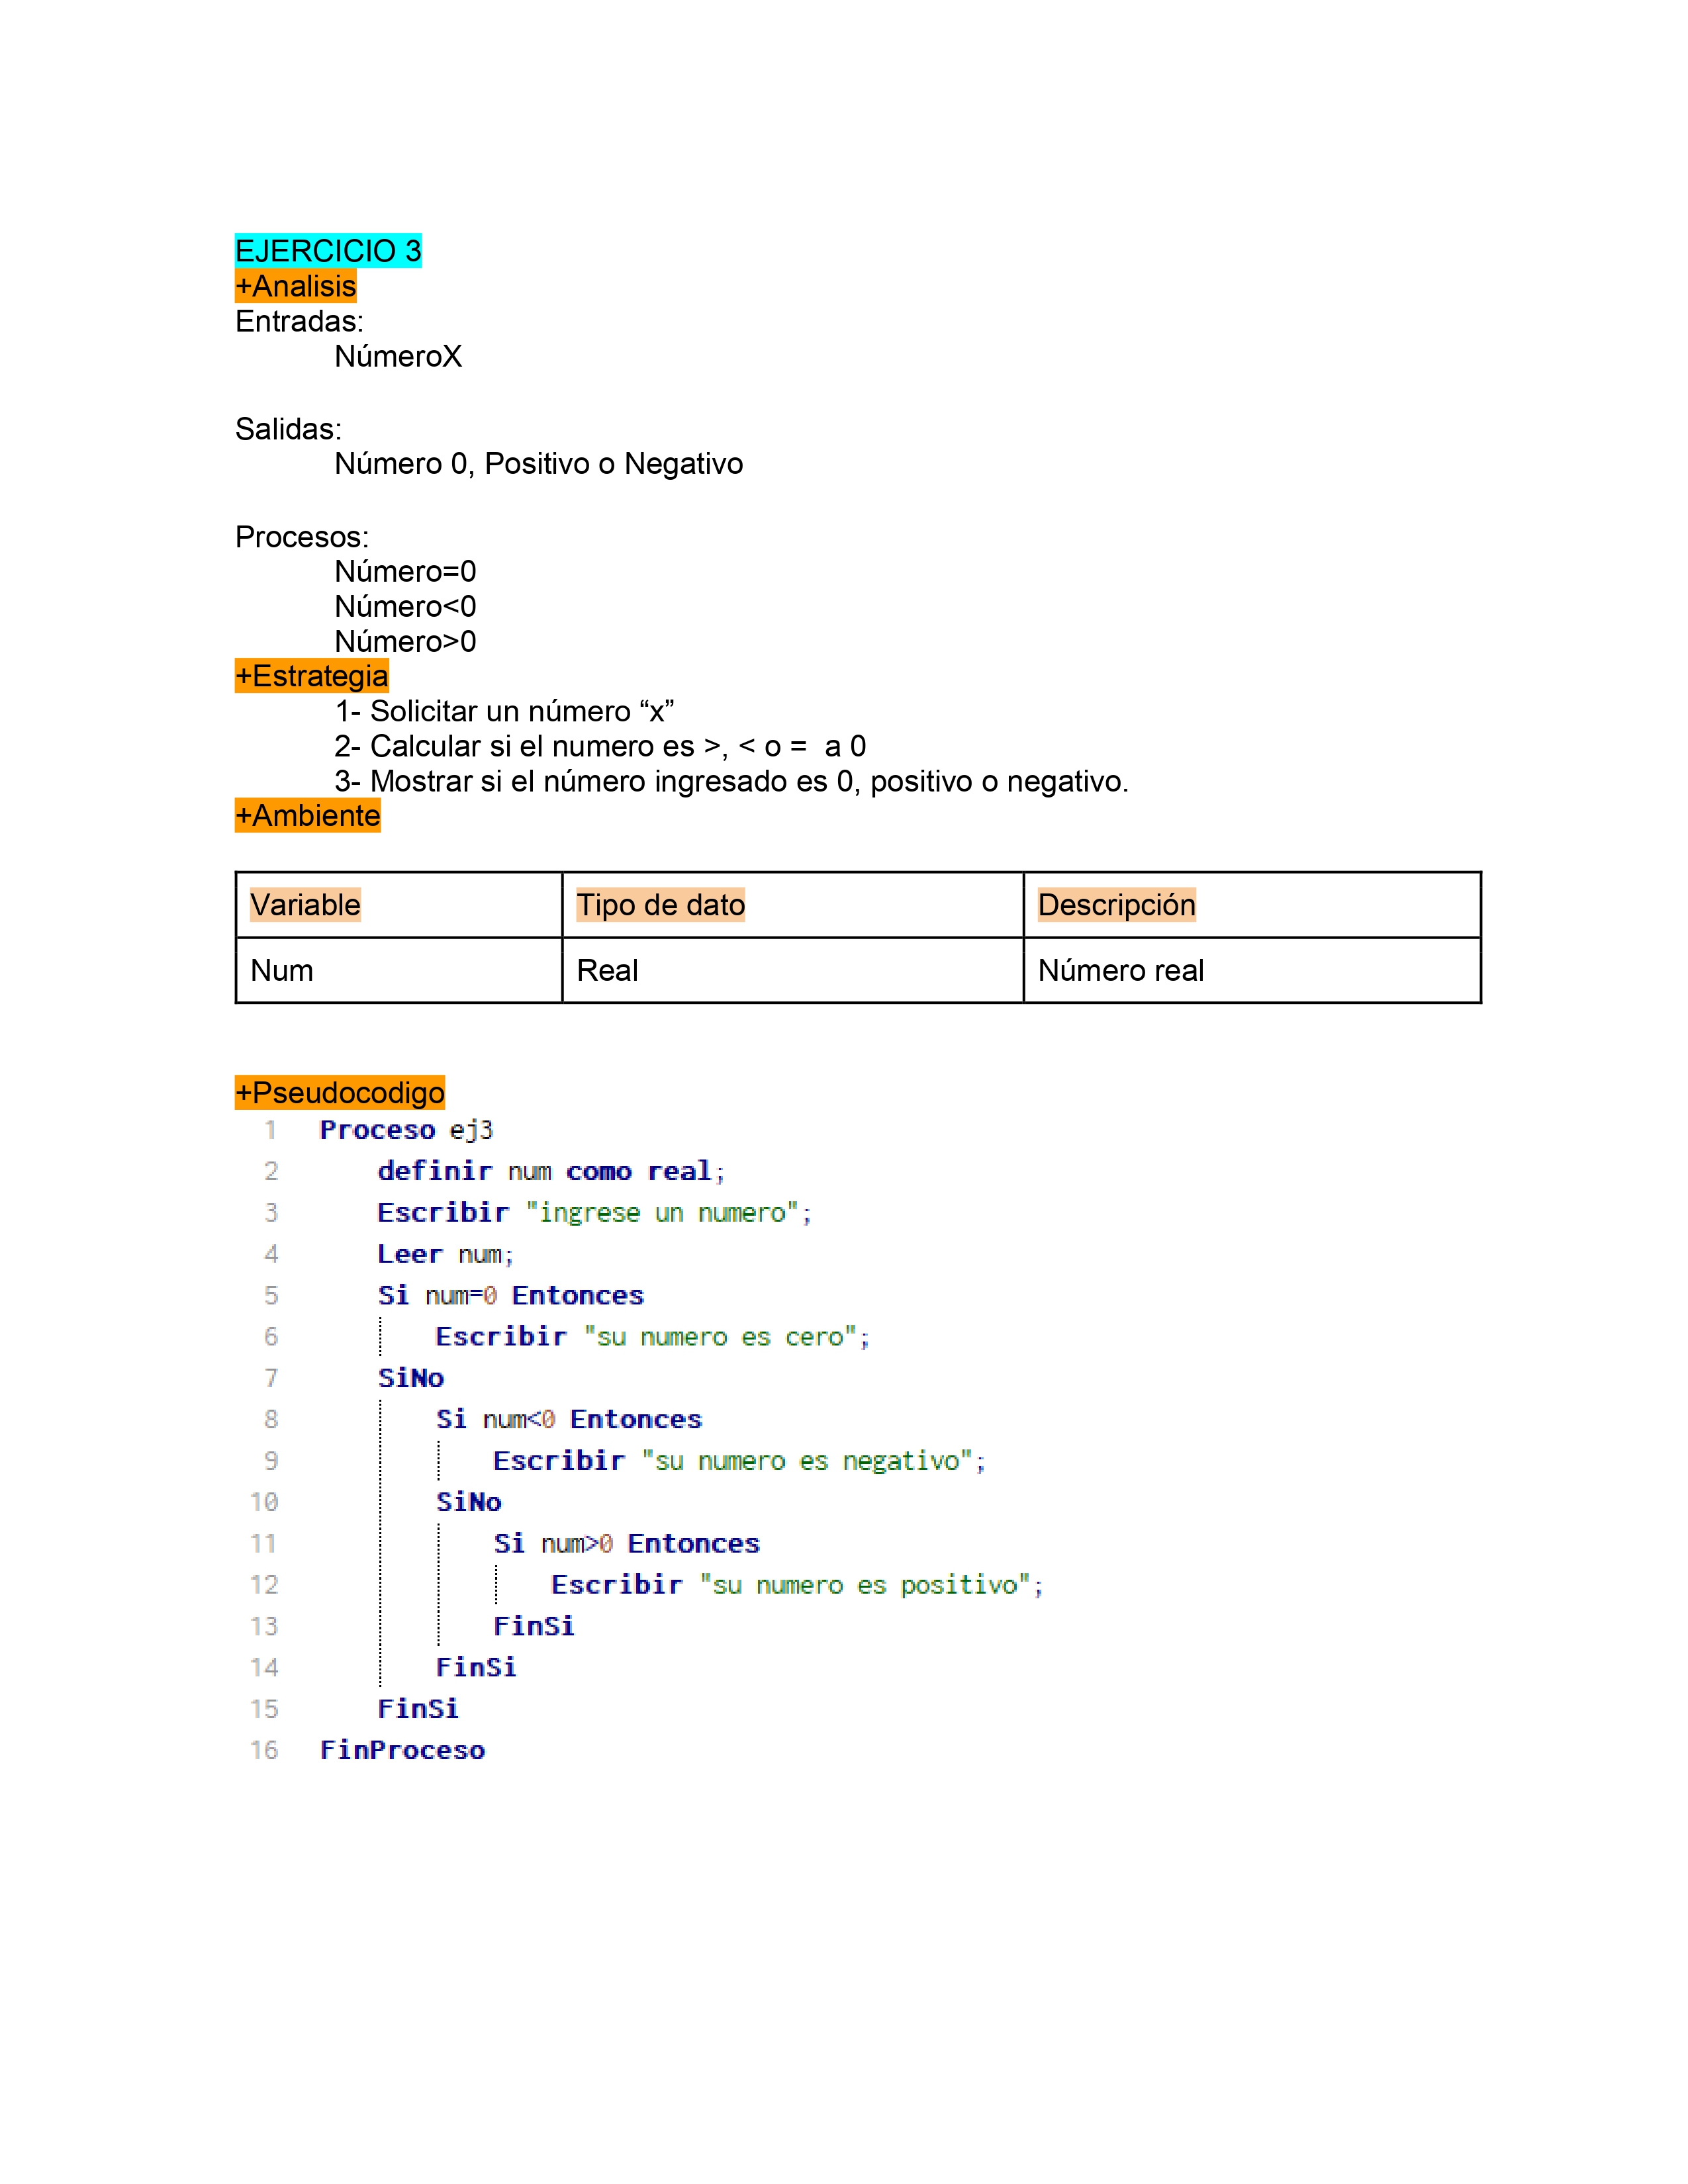 EJERCICIO 3
+Analisis
Entradas:
NúmeroX
Salidas:
Número 0, Positivo o Negativo
Procesos:
Número=0
Número<0
Número>0
+Estrategia
1- Solicitar un número “x”
2- Calcular si el numero es >, < o =  a 0
3- Mostrar si el número ingresado es 0, positivo o negativo.
+Ambiente
Variable Tipo de dato Descripción
Num Real Número real
+Pseudocodigo
1 Proceso ej3
2 definir num como real;
3 Escribir "ingrese un numero";
4 Leer num;
5 Si num=0 Entonces
6 Escribir "su numero es cero";
7 SiNo
8 Si num<0 Entonces
9 Escribir "su numero es negativo";
10 SiNo
11 Si num>0 Entonces
12 Escribir "su numero es positivo";
13 FinSi
14 FinSi
15 FinSi
16 FinProceso